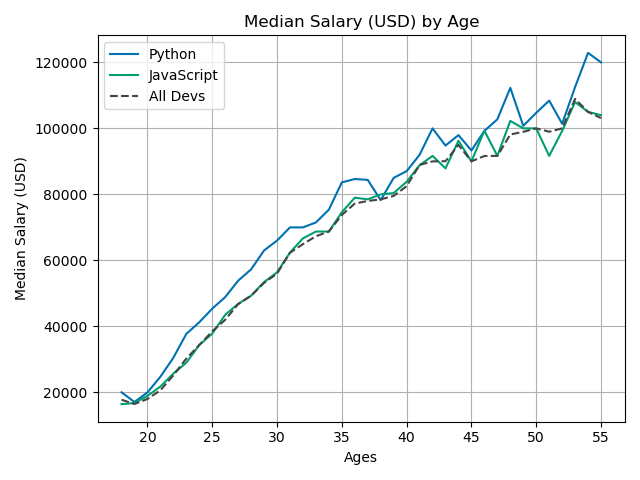 Median Salary (USD) by Age
Python
JavaScript
All Devs
120000
100000
80000
60000
40000
20000
Median Salary (USD)
20 25 30 35 40 45 50 55
Ages